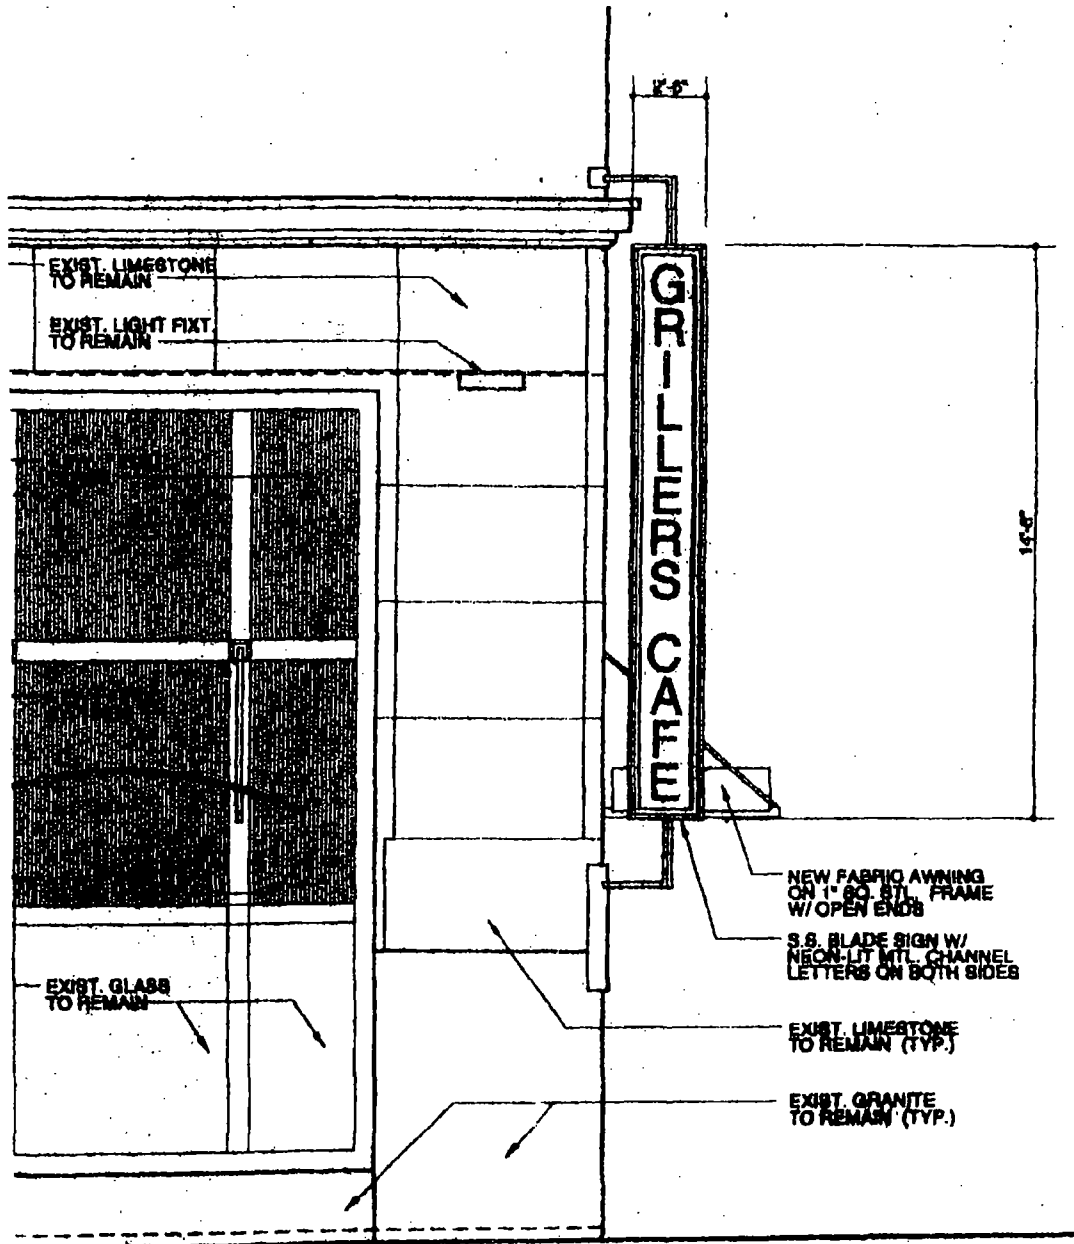 EXIST. LIMESTONE
TO REMAIN
EXIST. LIGHT FIXT.
TO REMAIN
GRILLERS CAFE
NEW FABRIC AWNING
ON 1" SQ. STL. FRAME
W/ OPEN ENDS
S.S. BLADE SIGN W/
NEON-LIT MTL. CHANNEL
LETTERS ON BOTH SIDES
EXIST. GLASS
TO REMAIN
EXIST. LIMESTONE
TO REMAIN (TYP.)
EXIST. GRANITE
TO REMAIN (TYP.)